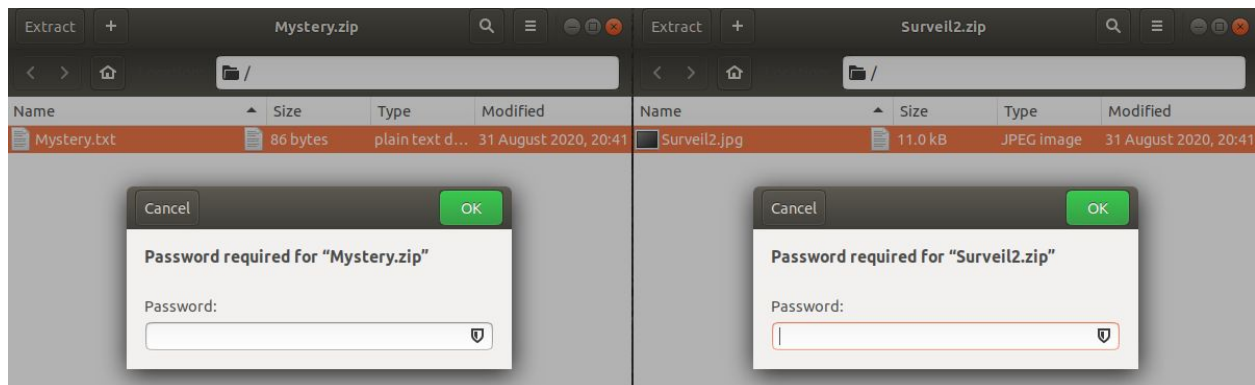 Extract + Mystery.zip
/
Name Size Type Modified
Mystery.txt 86 bytes plain text d... 31 August 2020, 20:41
Cancel OK
Password required for “Mystery.zip”
Password:
Extract + Surveil2.zip
/
Name Size Type Modified
Surveil2.jpg 11.0 kB JPEG image 31 August 2020, 20:41
Cancel OK
Password required for “Surveil2.zip”
Password: